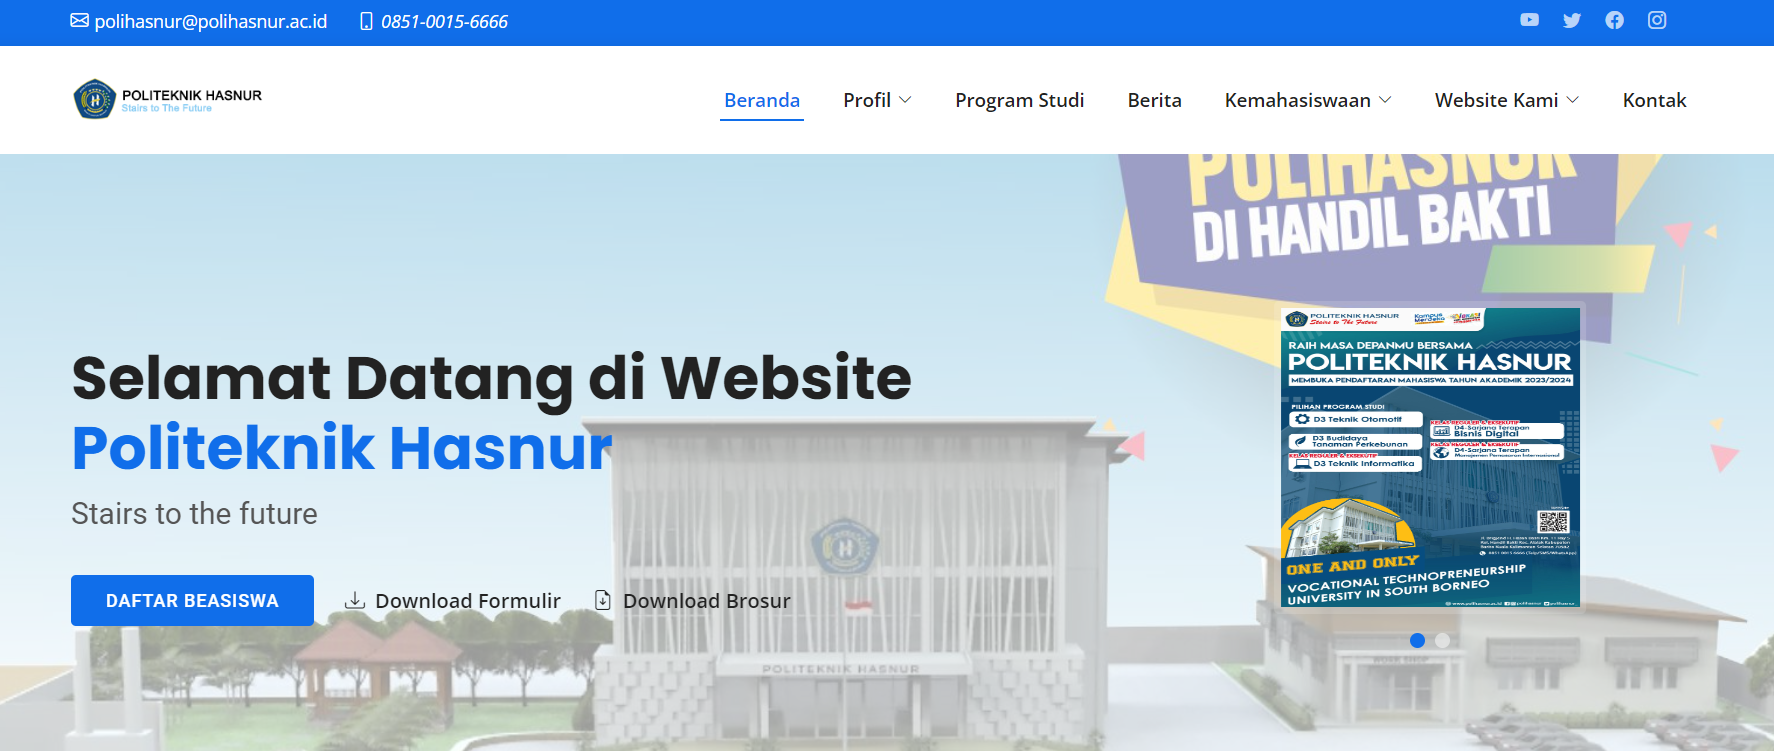 polihasnur@polihasnur.ac.id 0851-0015-6666
POLITEKNIK HASNUR
Stairs to The Future
Beranda Profil Program Studi Berita Kemahasiswaan Website Kami Kontak
POLIHASNUR
DI HANDIL BAKTI
Selamat Datang di Website
Politeknik Hasnur
Stairs to the future
DAFTAR BEASISWA Download Formulir Download Brosur
POLITEKNIK HASNUR
POLITEKNIK HASNUR
Stairs to The Future
Kampus
Merdeka
RAIH MASA DEPANMU BERSAMA
POLITEKNIK HASNUR
MEMBUKA PENDAFTARAN MAHASISWA TAHUN AKADEMIK 2023/2024
PILIHAN PROGRAM STUDI
D3 Teknik Otomotif
D3 Budidaya
Tanaman Perkebunan
KELAS REGULER & EKSEKUTIF
D3 Teknik Informatika
KELAS REGULER & EKSEKUTIF
D4-Sarjana Terapan
Bisnis Digital
KELAS REGULER & EKSEKUTIF
D4-Sarjana Terapan
Manajemen Pemasaran Internasional
ONE AND ONLY
VOCATIONAL TECHNOPRENEURSHIP
UNIVERSITY IN SOUTH BORNEO
WORK SHOP